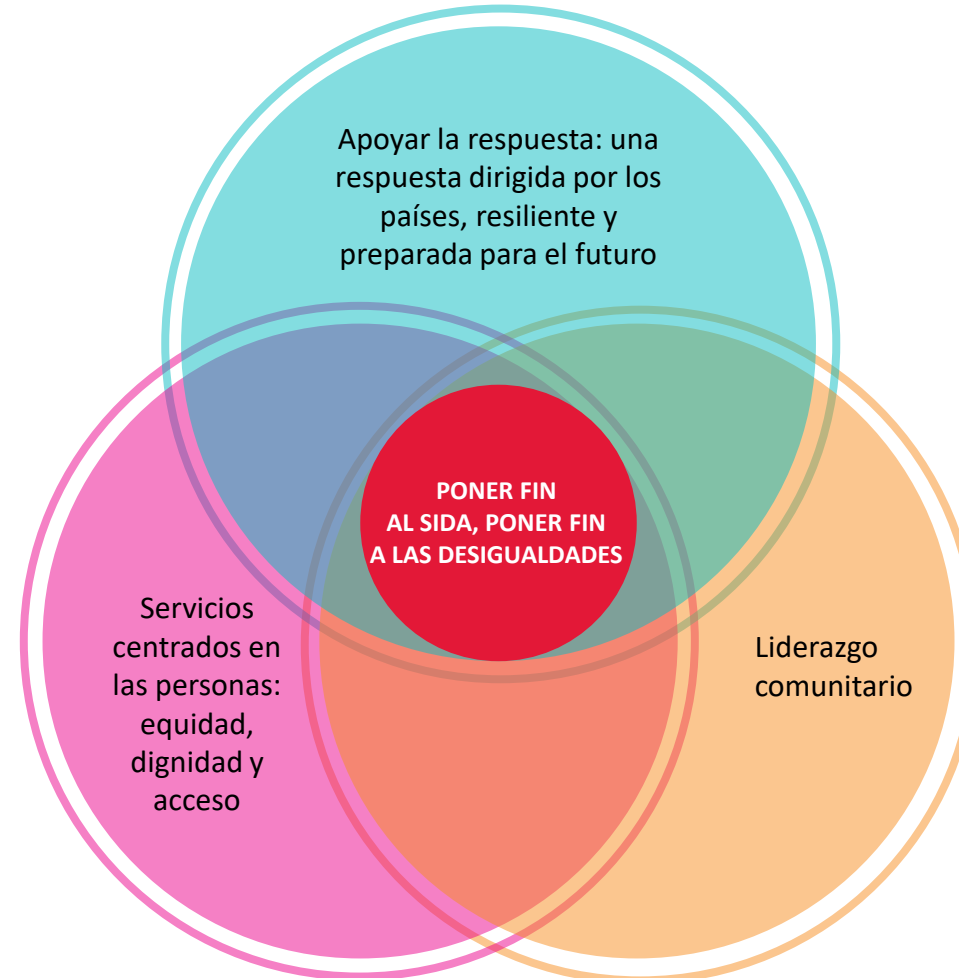 Apoyar la respuesta: una
respuesta dirigida por los
países, resiliente y
preparada para el futuro
PONER FIN
AL SIDA, PONER FIN
A LAS DESIGUALDADES
Servicios
centrados en
las personas:
equidad,
dignidad y
acceso
Liderazgo
comunitario